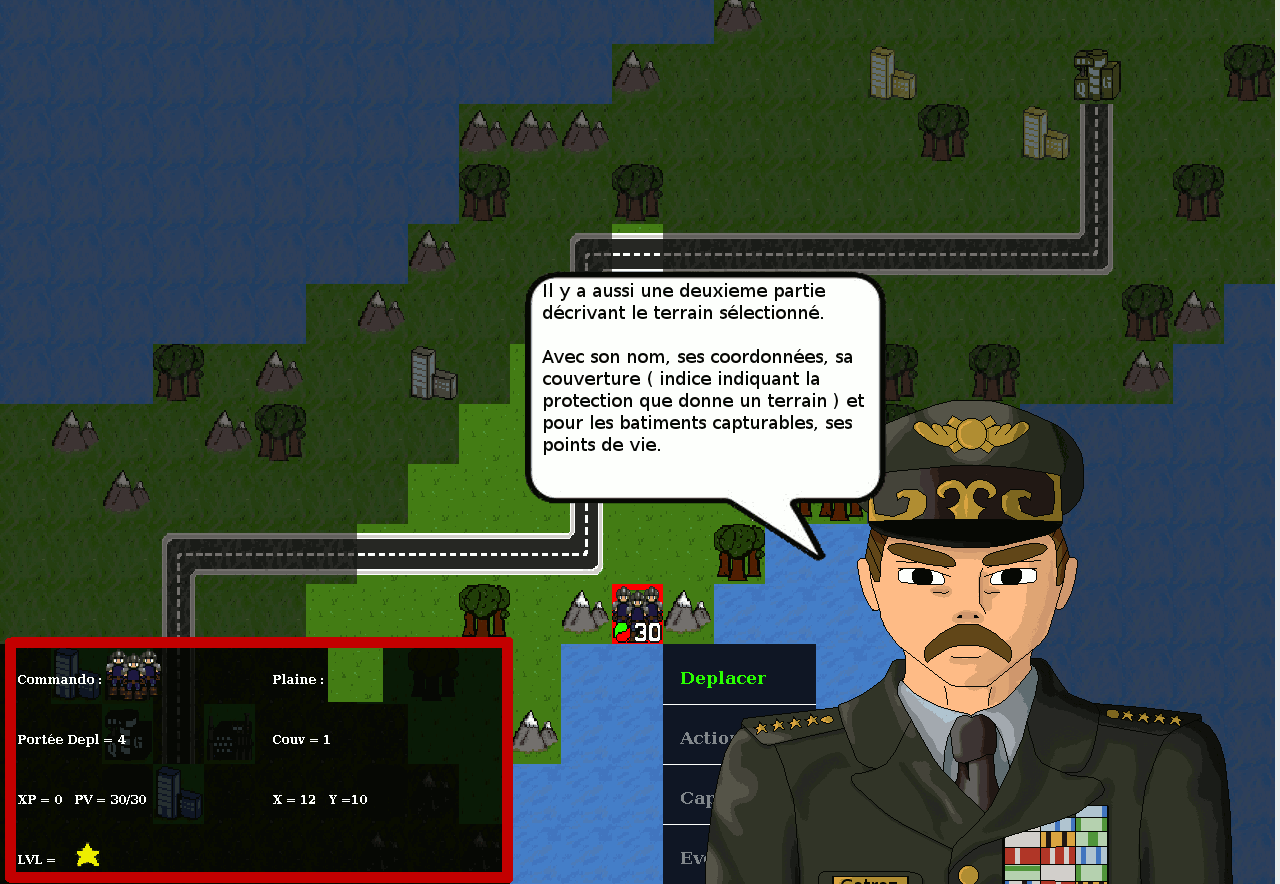 Il y a aussi une deuxieme partie
décrivant le terrain sélectionné.
Avec son nom, ses coordonnées, sa
couverture ( indice indiquant la
protection que donne un terrain ) et
pour les batiments capturables, ses
points de vie.
30
Commando :
Plaine :
Portée Depl = 4
Couv = 1
XP = 0 PV = 30/30
X = 12 Y =10
LVL =
Deplacer
Action
Cap
Eve
QG
QG